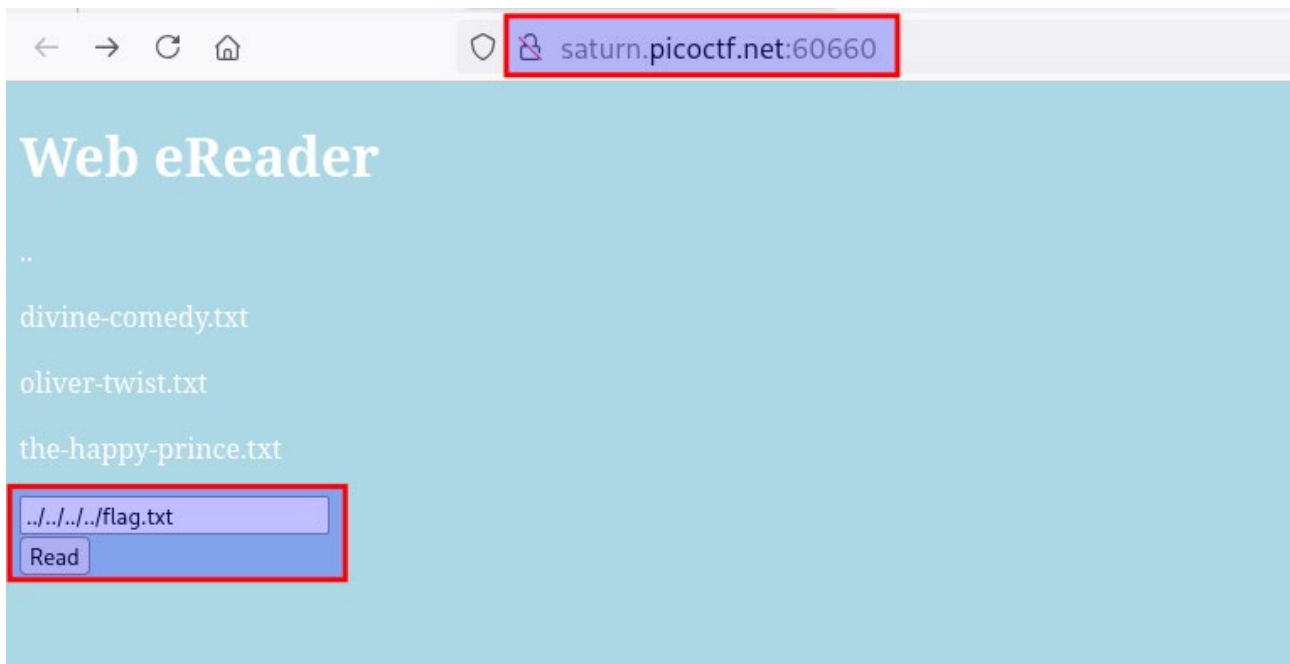 saturn.picoctf.net:60660
Web eReader
..
divine-comedy.txt
oliver-twist.txt
the-happy-prince.txt
../../../../flag.txt
Read